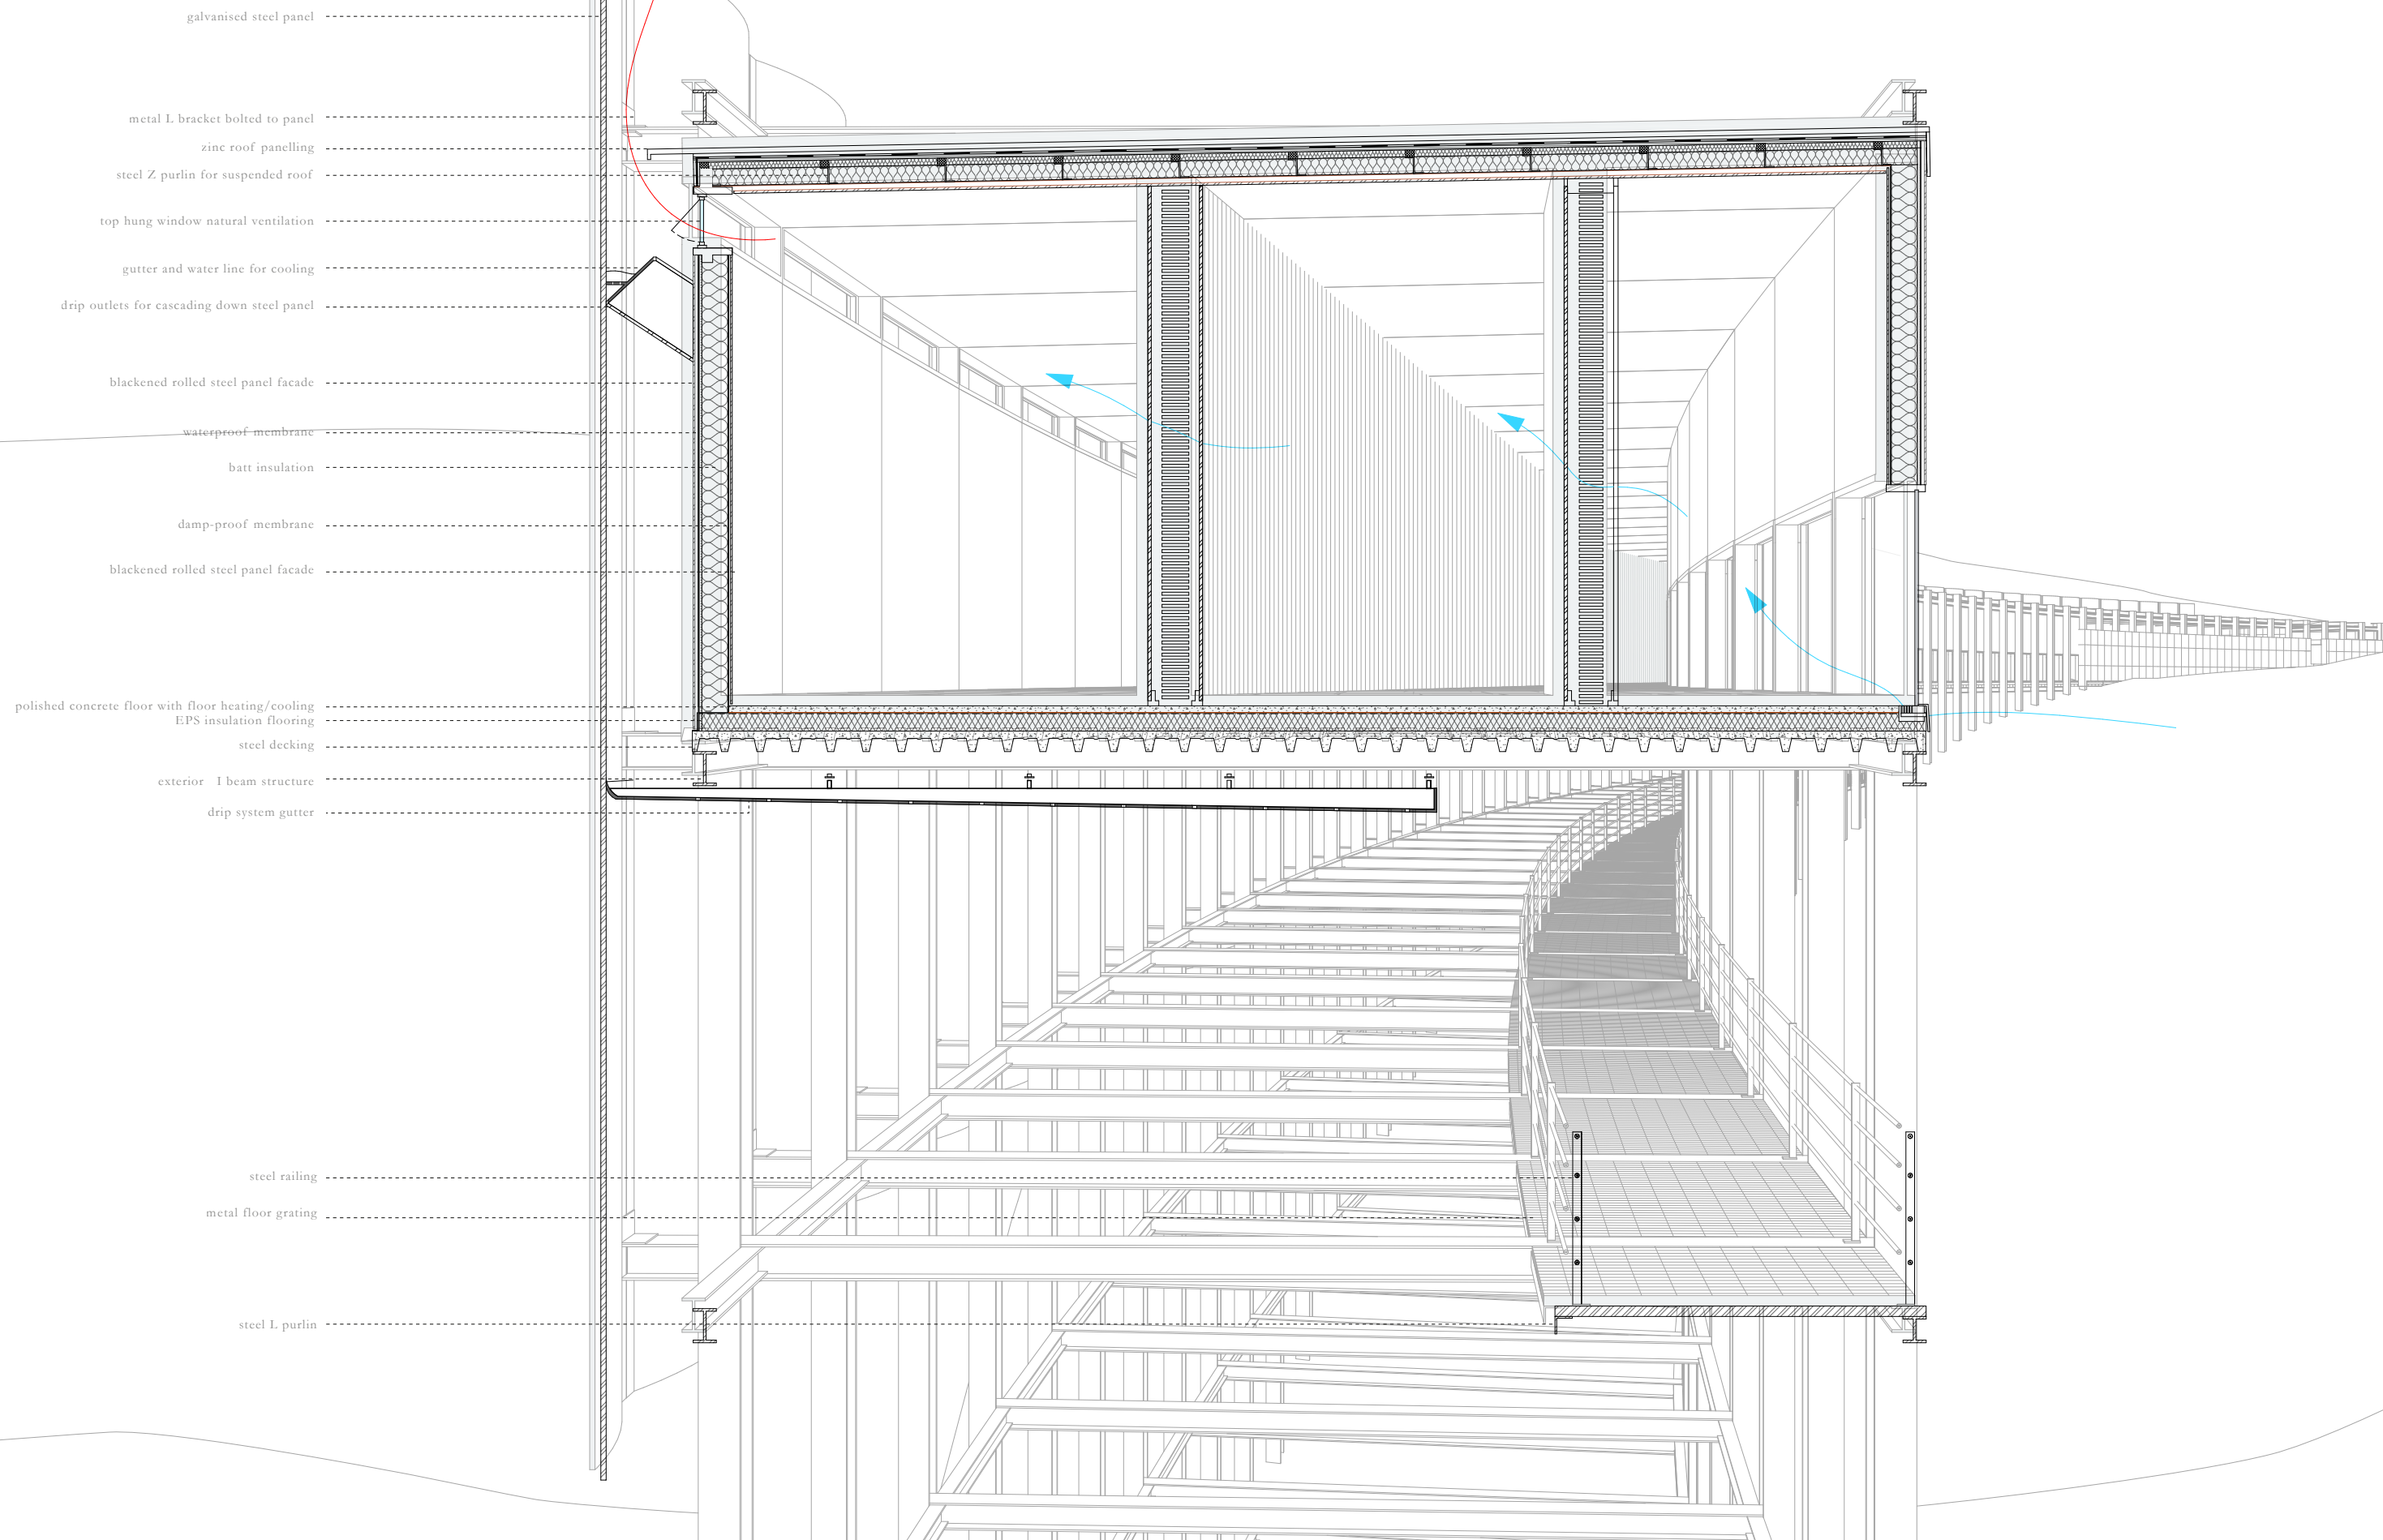 galvanised steel panel
metal L bracket bolted to panel
zinc roof panelling
steel Z purlin for suspended roof
top hung window natural ventilation
gutter and water line for cooling
drip outlets for cascading down steel panel
blackened rolled steel panel facade
waterproof membrane
batt insulation
damp-proof membrane
blackened rolled steel panel facade
polished concrete floor with floor heating/cooling
EPS insulation flooring
steel decking
exterior I beam structure
drip system gutter
steel railing
metal floor grating
steel L purlin